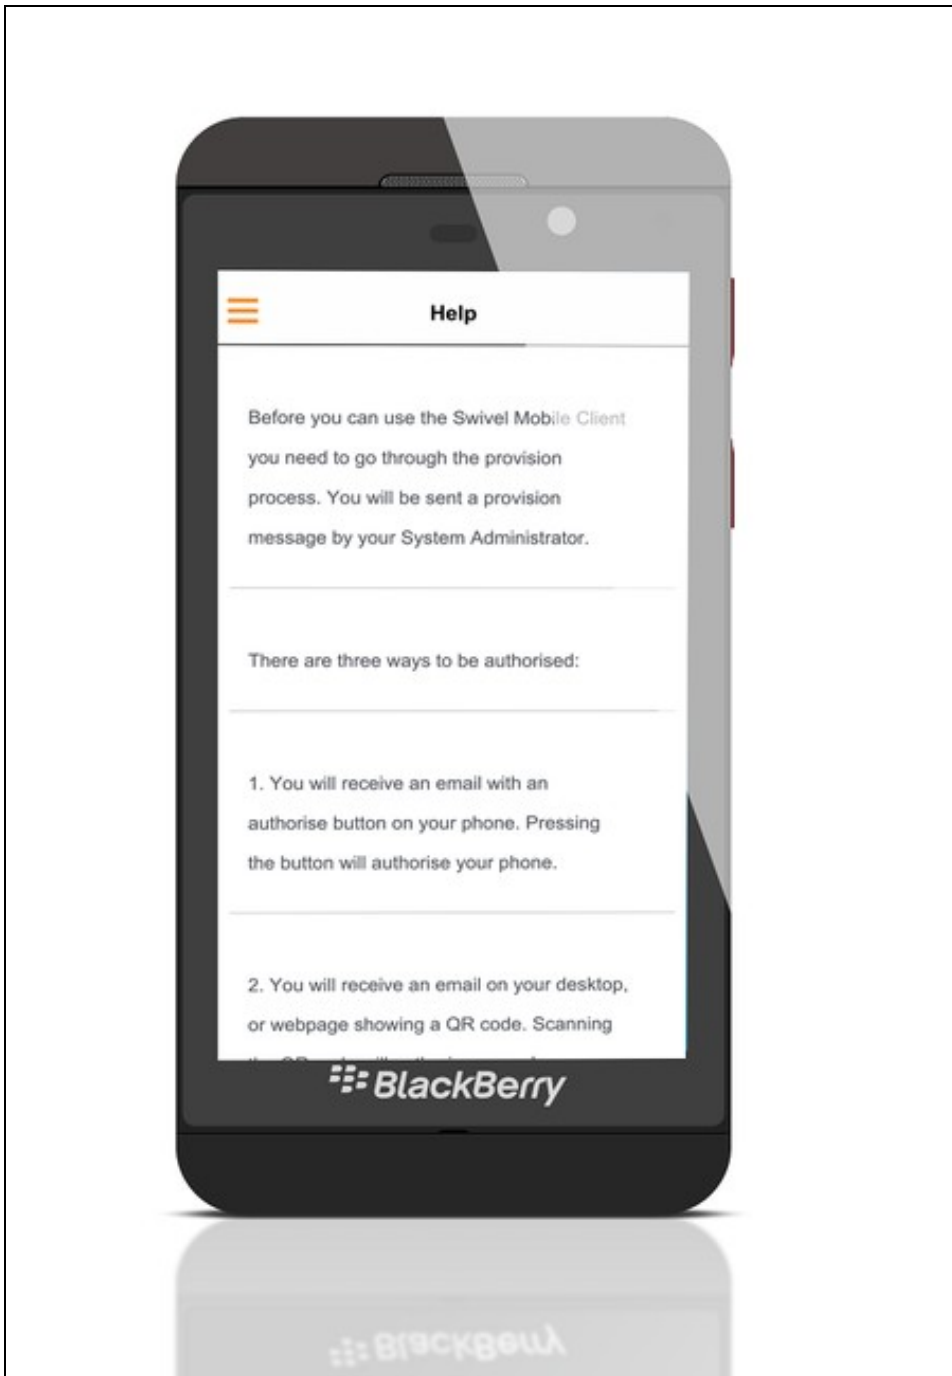 Help
Before you can use the Swivel Mobile Client
you need to go through the provision
process. You will be sent a provision
message by your System Administrator.
There are three ways to be authorised:
1. You will receive an email with an
authorise button on your phone. Pressing
the button will authorise your phone.
2. You will receive an email on your desktop,
or webpage showing a QR code. Scanning
BlackBerry
BlackBerry